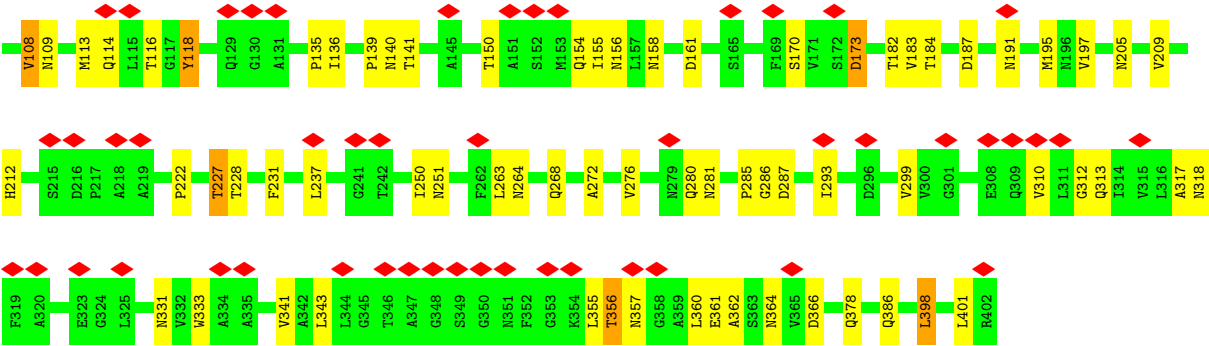 V108 N109 M113 Q114 L115 T116 G117 Y118 Q129 G130 A131 P135 I136 P139 N140 T141 A145 T150 A151 S152 M153 Q154 I155 N156 L157 N158 D161 S165 F169 S170 V171 S172 D173 T182 V183 T184 D187 N191 M195 N196 V197 N205 V209
H212 S215 D216 P217 A218 A219 P222 T227 T228 F231 L237 G241 T242 I250 N251 F262 L263 N264 Q268 A272 V276 N279 Q280 N281 P285 G286 D287 I293 D296 V299 V300 G301 E308 Q309 V310 L311 G312 Q313 I314 V315 L316 A317 N318
F319 A320 E323 G324 L325 N331 V332 W333 A334 A335 V341 A342 L343 L344 G345 T346 A347 G348 S349 G350 N351 F352 G353 K354 L355 T356 N357 G358 A359 L360 E361 A362 S363 N364 V365 D366 Q378 Q386 L398 L401 R402